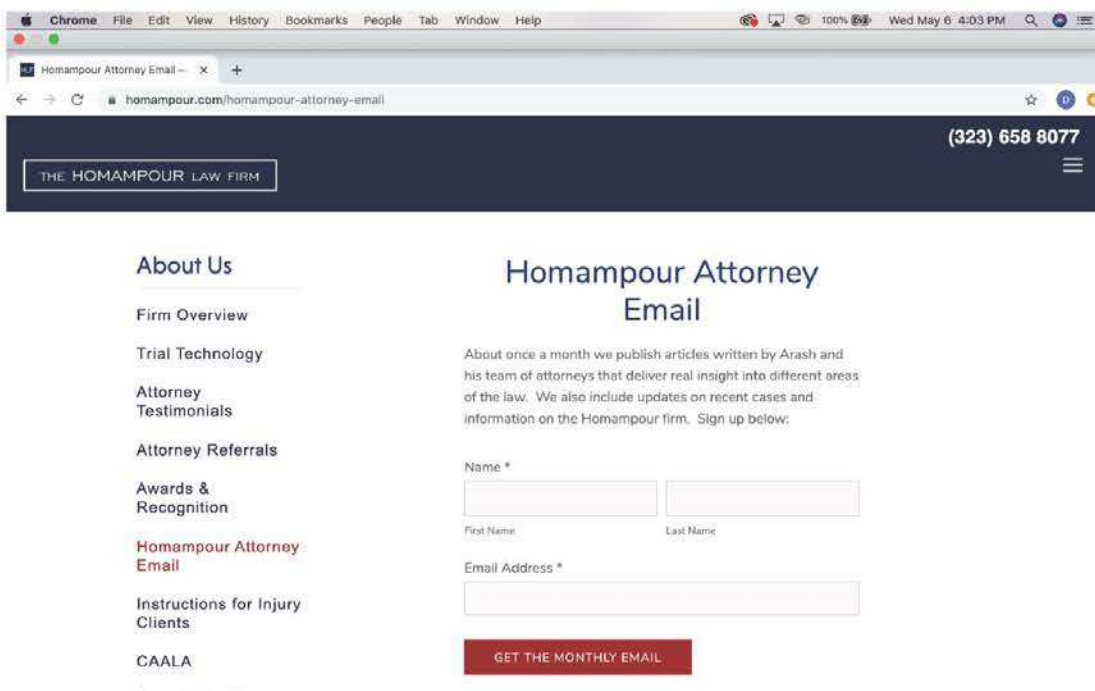 Chrome File Edit View History Bookmarks People Tab Window Help 100% Wed May 6 4:03 PM
Homampour Attorney Email — X +
homampour.com/homampour-attorney-email D
(323) 658 8077
THE HOMAMPOUR LAW FIRM
About Us
Firm Overview
Trial Technology
Attorney
Testimonials
Attorney Referrals
Awards &
Recognition
Homampour Attorney
Email
Instructions for Injury
Clients
CAALA
Homampour Attorney
Email
About once a month we publish articles written by Arash and
his team of attorneys that deliver real insight into different areas
of the law. We also include updates on recent cases and
information on the Homampour firm. Sign up below:
Name *
First Name Last Name
Email Address *
GET THE MONTHLY EMAIL